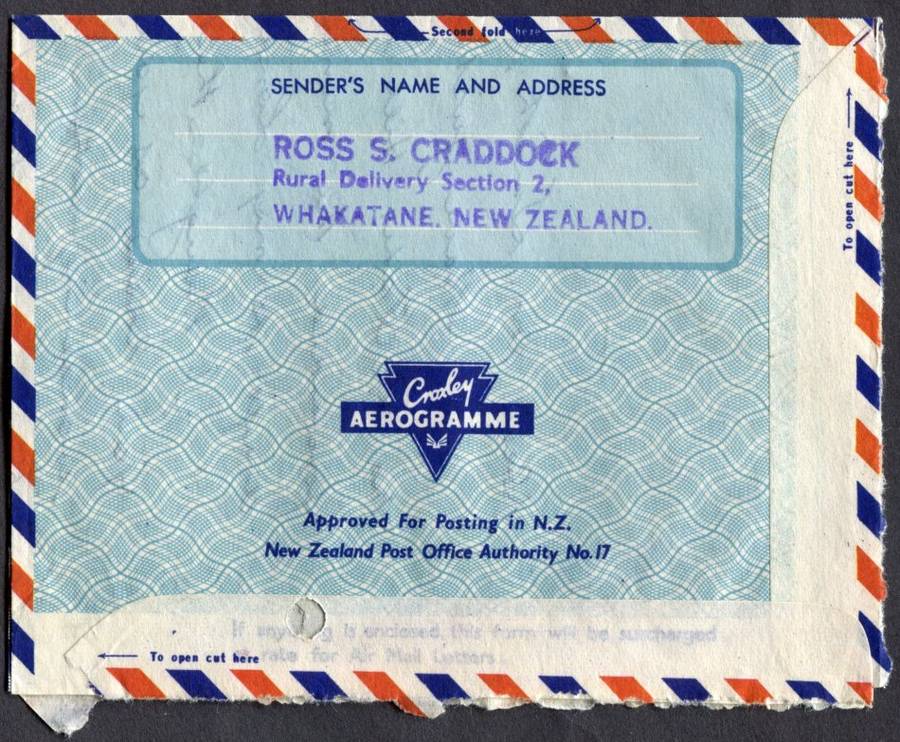 Second fold here
SENDER'S NAME AND ADDRESS
ROSS S. CRADDOCK
Rural Delivery Section 2,
WHAKATANE, NEW ZEALAND.
To open cut here
Croxley
AEROGRAMME
Approved For Posting in N.Z.
New Zealand Post Office Authority No.17
If is enclosed, this form will be surcharged
rate for Air Mail Letters.
To open cut here